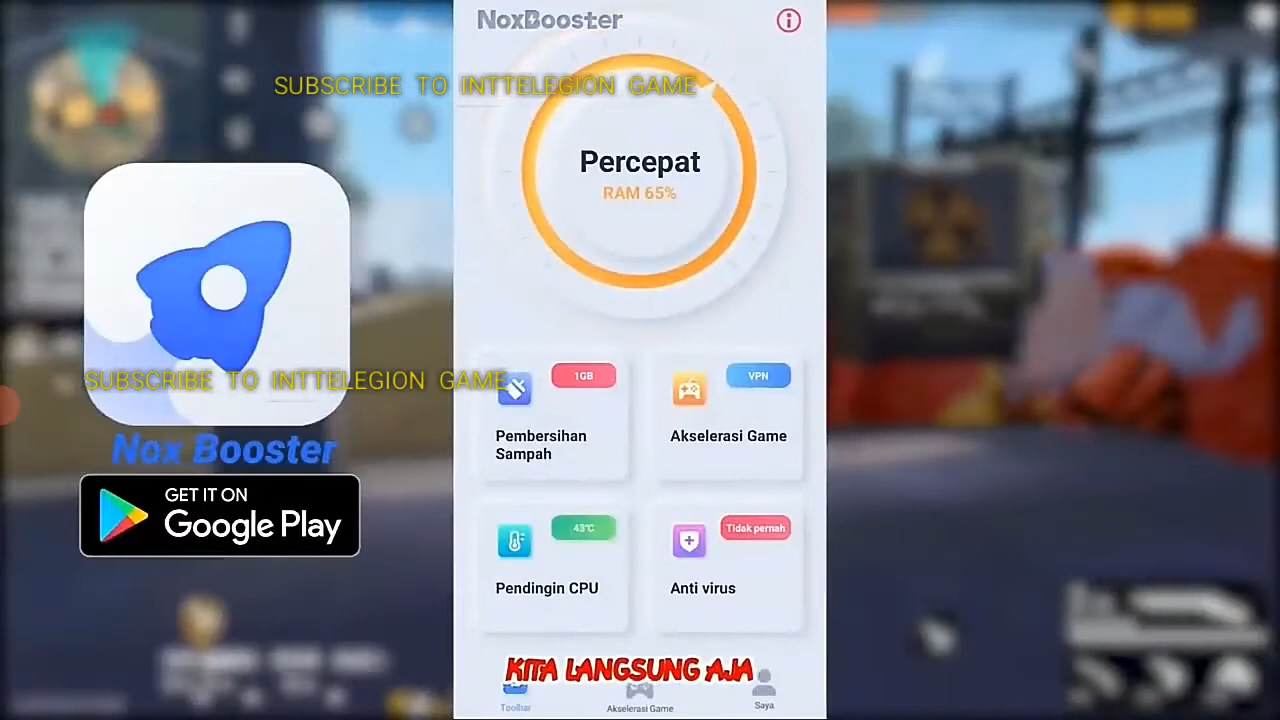 NoxBooster
SUBSCRIBE TO INTTELEGION GAME
Percepat
RAM 65%
SUBSCRIBE TO INTTELEGION GAME
Nox Booster
GET IT ON
Google Play
1GB
Pembersihan
Sampah
VPN
Akselerasi Game
43°C
Pendingin CPU
Tidak pernah
Anti virus
KITA LANGSUNG AJA
Toolbar
Akselerasi Game
Saya